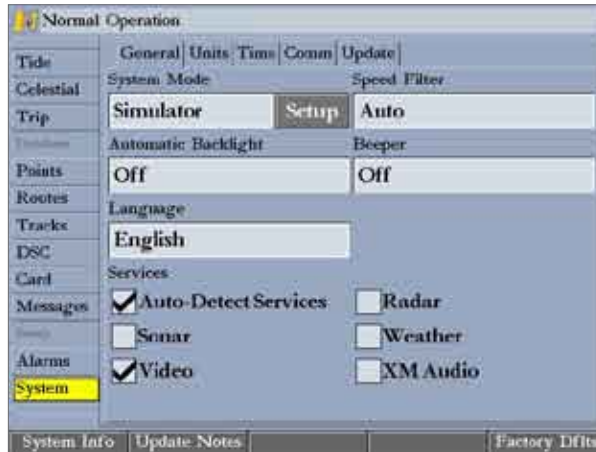 Normal Operation
General Units Time Comm Update
Tide
Celestial
Trip
Points
Routes
Tracks
DSC
Card
Messages
Alarms
System
System Mode
Speed Filter
Simulator Setup
Auto
Automatic Backlight
Beeper
Off
Off
Language
English
Services
Auto-Detect Services
Radar
Sonar
Weather
Video
XM Audio
System Info Update Notes Factory Dflts